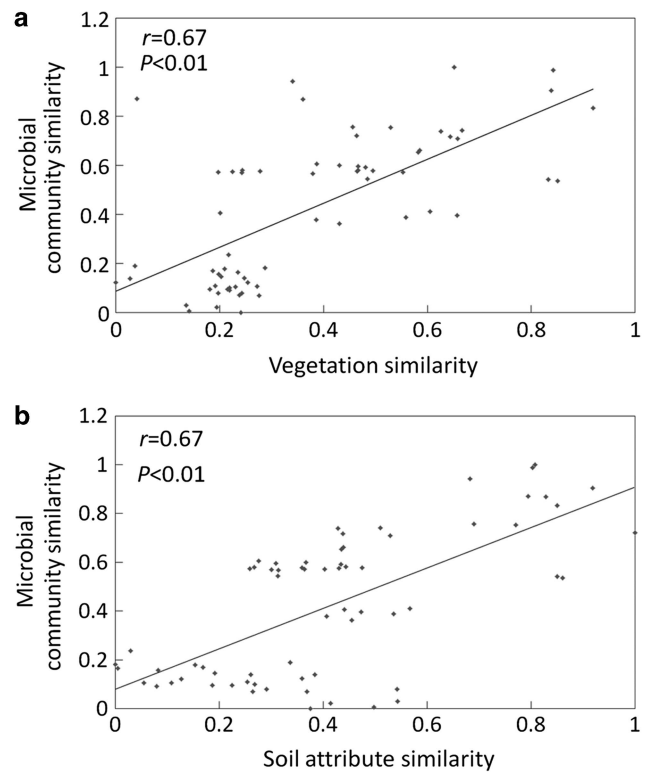 a
r=0.67
P<0.01
1.2
1
0.8
0.6
0.4
0.2
0
Microbial
community similarity
0 0.2 0.4 0.6 0.8 1
Vegetation similarity
b
r=0.67
P<0.01
1.2
1
0.8
0.6
0.4
0.2
0
Microbial
community similarity
0 0.2 0.4 0.6 0.8 1
Soil attribute similarity